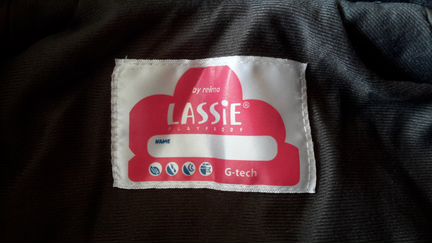 by reima
LASSiE®
PLAYPROOF
NAME
G-tech